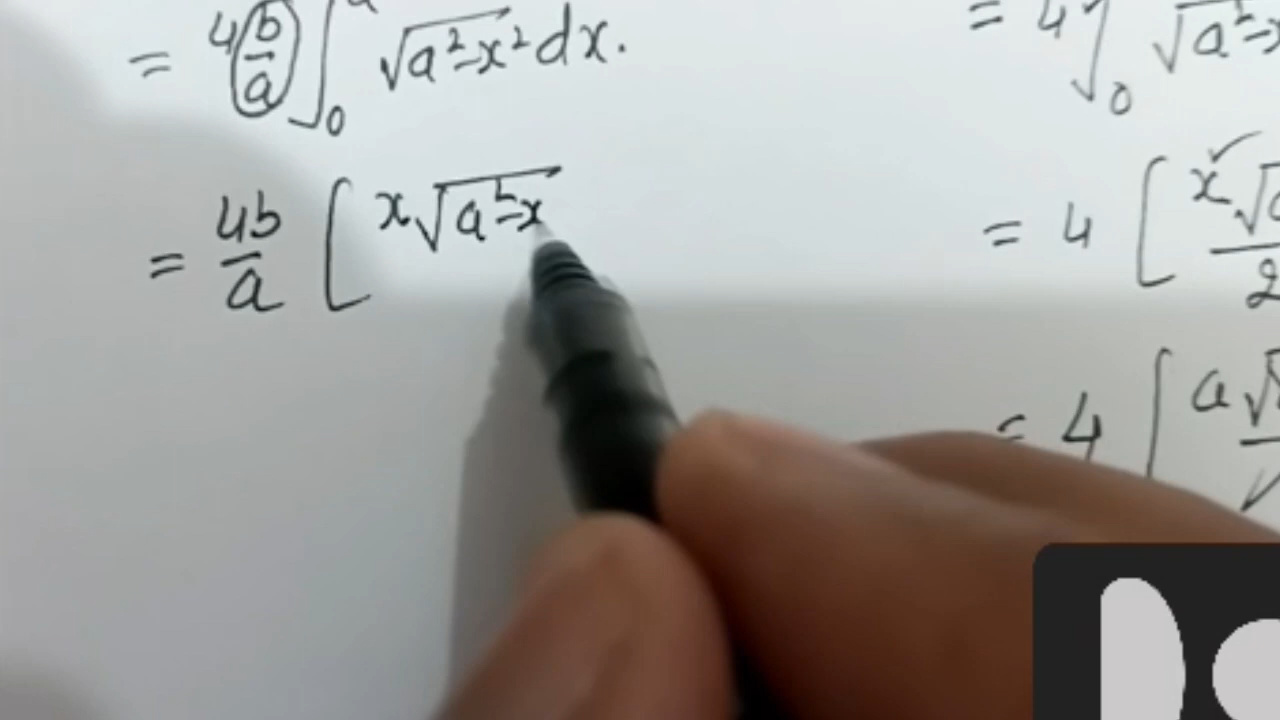 = 4 b/a ∫₀ᵃ √(a²-x²) dx.
= 4b/a [ x√(a²-x
= 4 ∫₀ √(a²-x
= 4 [ x√(a / 2
= 4 [ a√